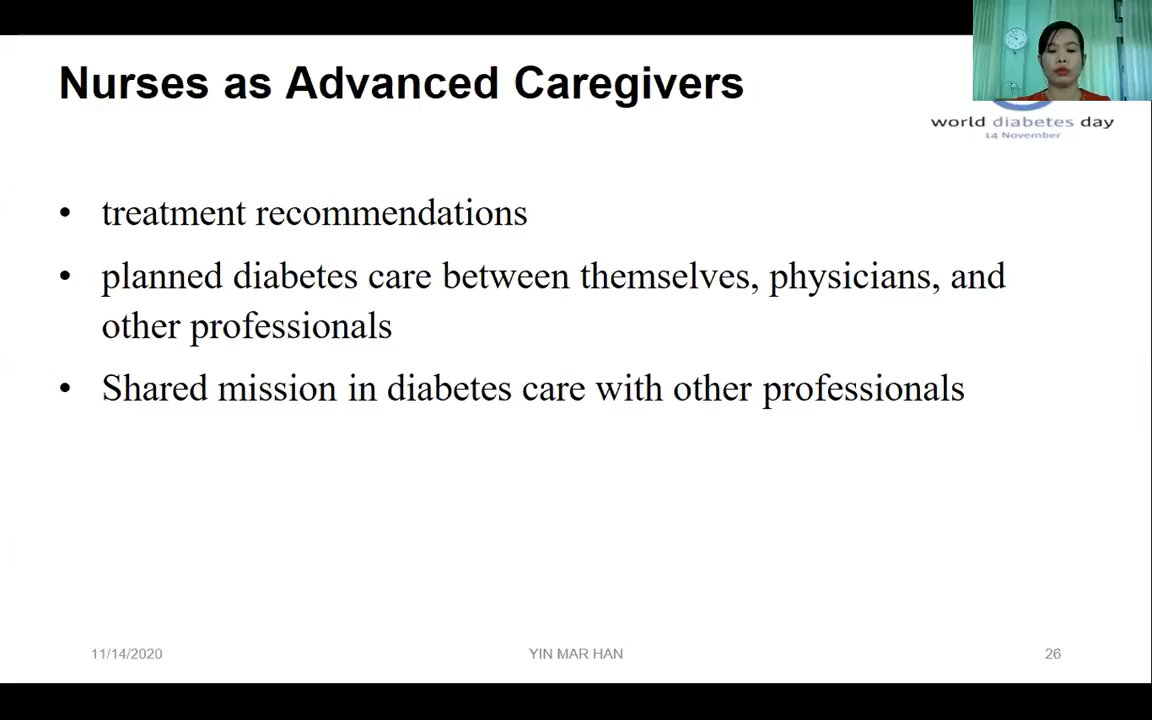 Nurses as Advanced Caregivers
world diabetes day
14 November
• treatment recommendations
• planned diabetes care between themselves, physicians, and
other professionals
• Shared mission in diabetes care with other professionals
11/14/2020
YIN MAR HAN
26